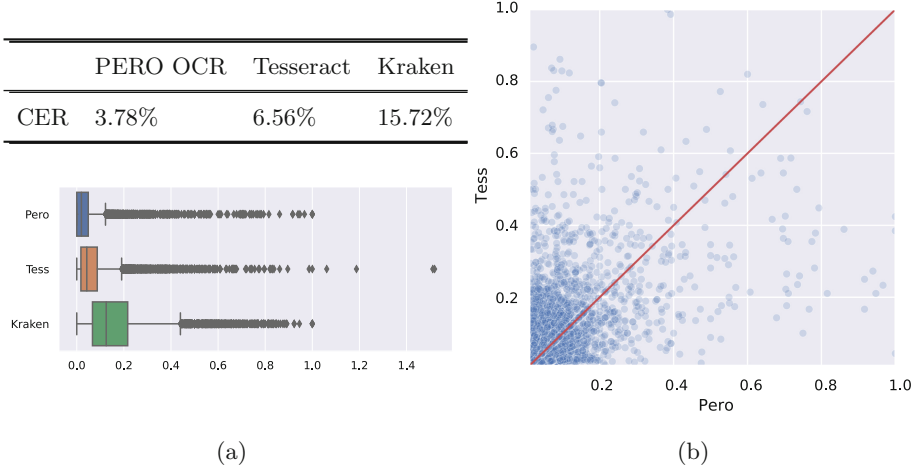 PERO OCR Tesseract Kraken
CER 3.78% 6.56% 15.72%
Pero
Tess
Kraken
0.0 0.2 0.4 0.6 0.8 1.0 1.2 1.4
(a)
1.0
0.8
0.6
0.4
0.2
Tess
0.2 0.4 0.6 0.8 1.0
Pero
(b)